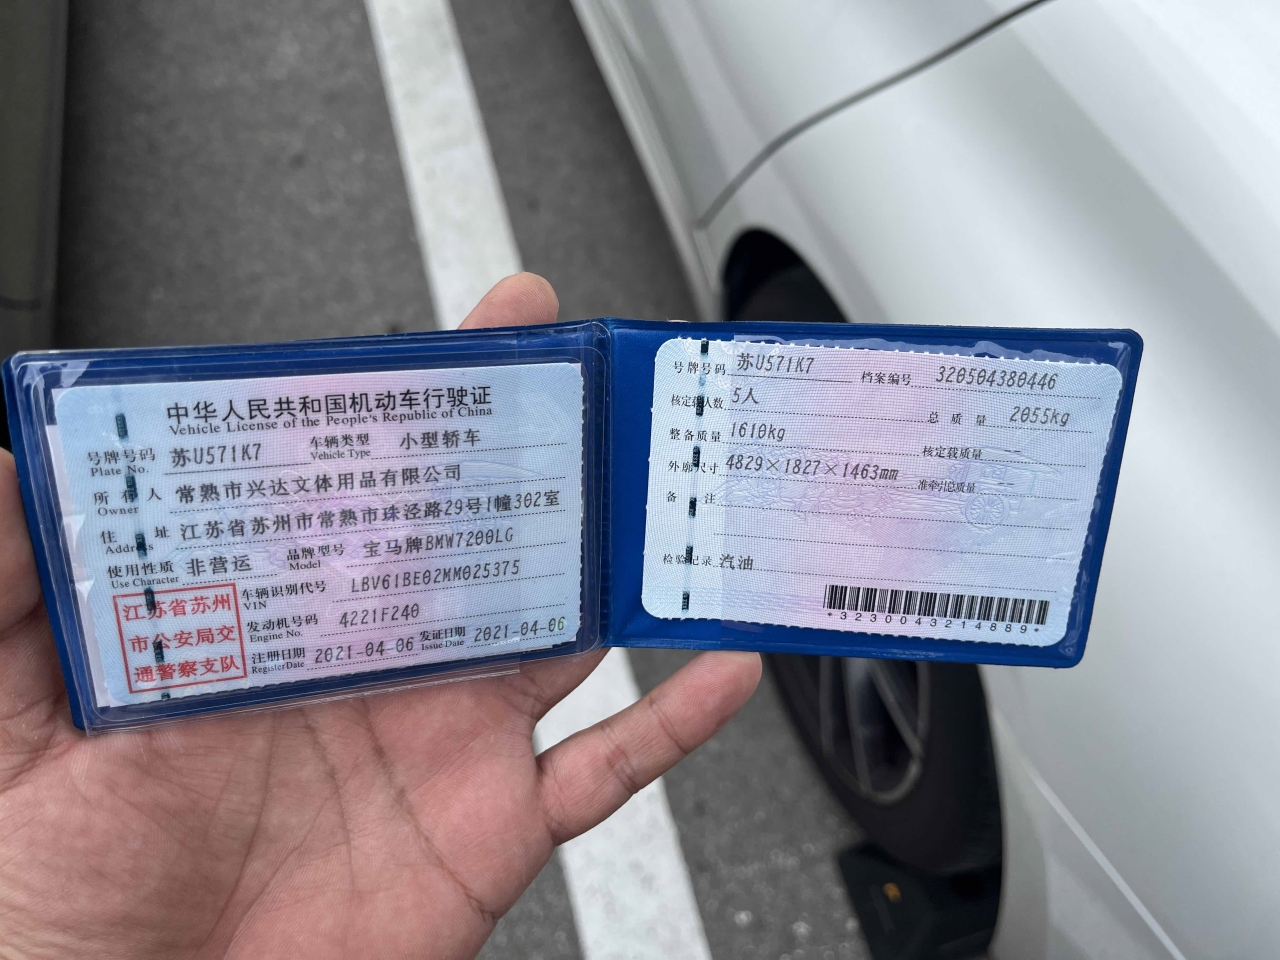 中华人民共和国机动车行驶证
Vehicle License of the People's Republic of China
号牌号码 苏U571K7 车辆类型 小型轿车
Plate No. Vehicle Type
所有人 常熟市兴达文体用品有限公司
Owner
住址 江苏省苏州市常熟市珠泾路29号1幢302室
Address
使用性质 非营运 品牌型号 宝马牌BMW7200LG
Use Character Model
江苏省苏州
市公安局交
通警察支队
车辆识别代号 LBV61BE02MM025375
VIN
发动机号码 4221F240
Engine No.
注册日期 2021-04-06 发证日期 2021-04-06
Register Date Issue Date
号牌号码 苏U571K7 档案编号 320504380446
核定载人数 5人 总质量 2055kg
整备质量 1610kg 核定载质量 --
外廓尺寸 4829×1827×1463mm 准牵引总质量 --
备注
检验记录 汽油
*3230043214889*